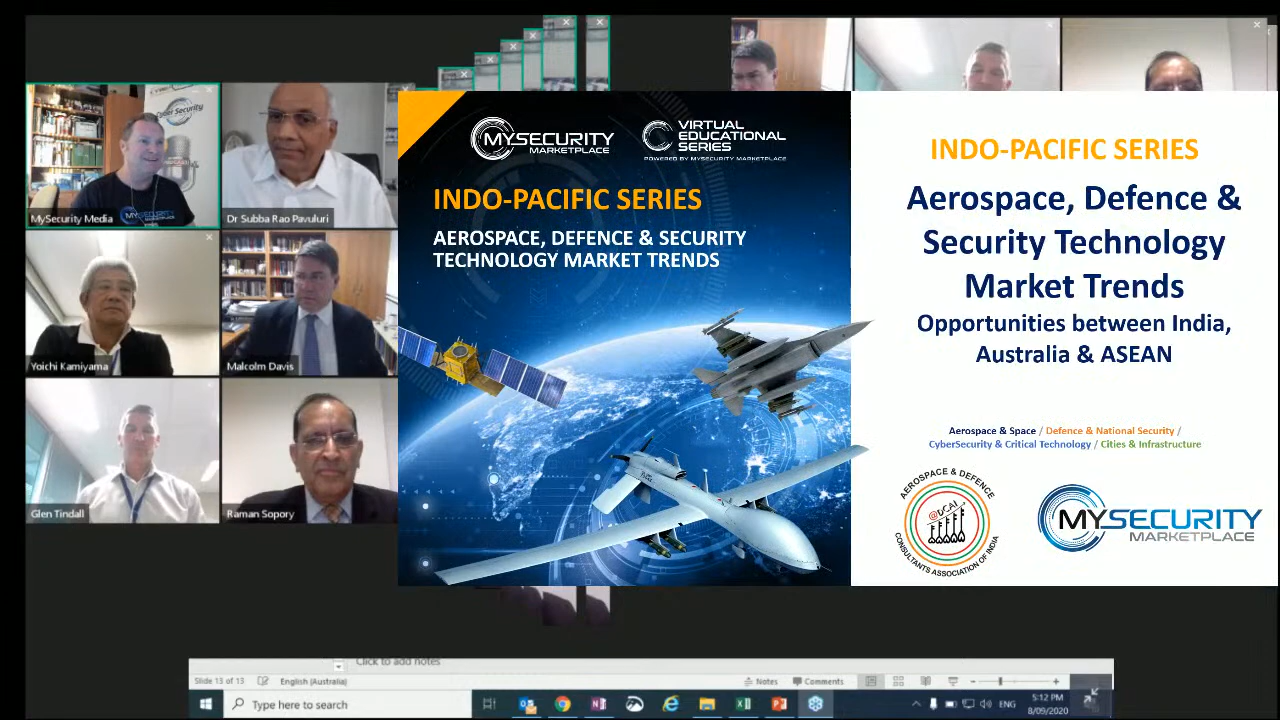 MySecurity Media
Dr Subba Rao Pavuluri
Yoichi Kamiyama
Malcolm Davis
Glen Tindall
Raman Sopory
Cyber Security
MYSECURITY
MARKETPLACE
VIRTUAL
EDUCATIONAL
SERIES
POWERED BY MYSECURITY MARKETPLACE
INDO-PACIFIC SERIES
AEROSPACE, DEFENCE & SECURITY
TECHNOLOGY MARKET TRENDS
INDO-PACIFIC SERIES
Aerospace, Defence &
Security Technology
Market Trends
Opportunities between India,
Australia & ASEAN
Aerospace & Space / Defence & National Security /
CyberSecurity & Critical Technology / Cities & Infrastructure
AEROSPACE & DEFENCE
@DCAI
CONSULTANTS ASSOCIATION OF INDIA
MYSECURITY
MARKETPLACE
Click to add notes
Slide 13 of 13
English (Australia)
Notes
Comments
Type here to search
ENG
5:12 PM
8/09/2020